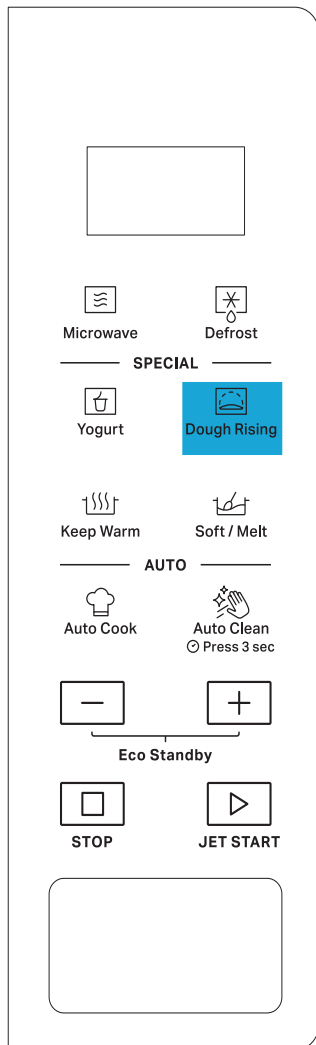 Microwave Defrost
SPECIAL
Yogurt Dough Rising
Keep Warm Soft / Melt
AUTO
Auto Cook Auto Clean
Press 3 sec
Eco Standby
STOP JET START